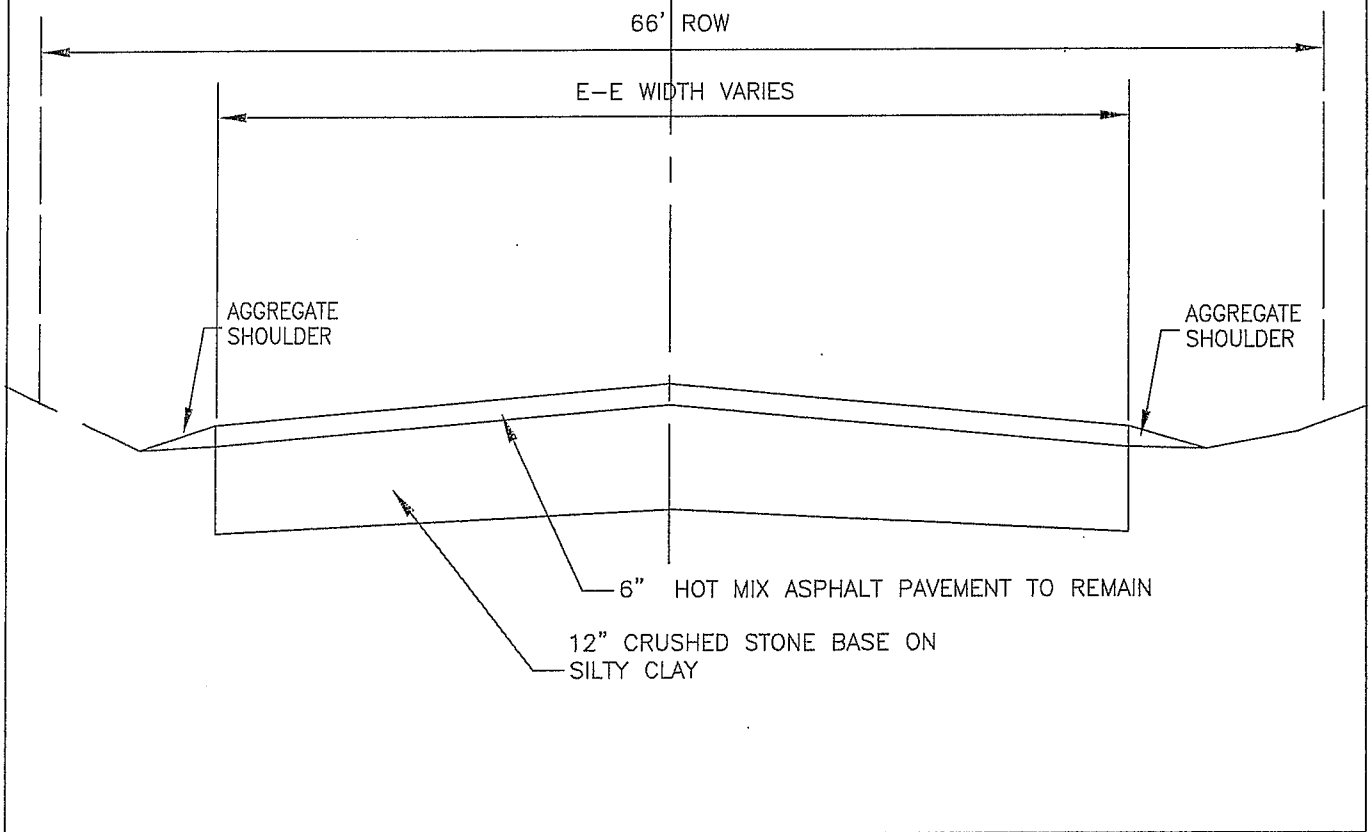 66' ROW
E-E WIDTH VARIES
AGGREGATE
SHOULDER
AGGREGATE
SHOULDER
6" HOT MIX ASPHALT PAVEMENT TO REMAIN
12" CRUSHED STONE BASE ON
SILTY CLAY